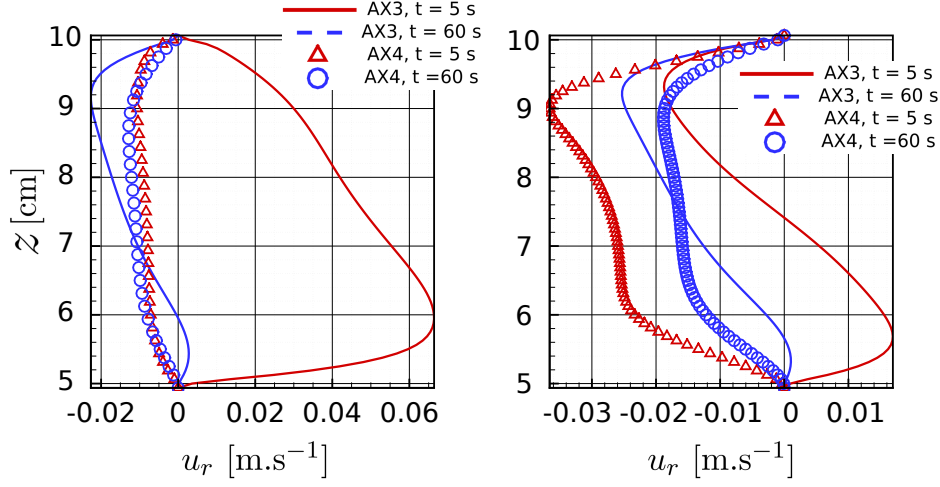 AX3, t = 5 s
AX3, t = 60 s
AX4, t = 5 s
AX4, t =60 s
10
9
8
7
6
5
-0.02 0 0.02 0.04 0.06
z [cm]
u_r [m.s⁻¹]
AX3, t = 5 s
AX3, t = 60 s
AX4, t = 5 s
AX4, t =60 s
10
9
8
7
6
5
-0.03 -0.02 -0.01 0 0.01
u_r [m.s⁻¹]